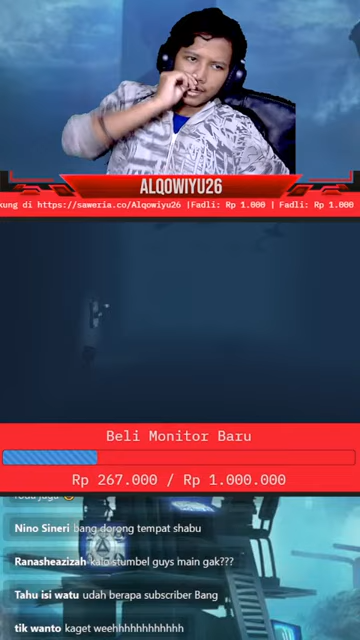 ALQOWIYU26
kung di https://saweria.co/Alqowiyu26 |Fadli: Rp 1.000 | Fadli: Rp 1.000
Beli Monitor Baru
Rp 267.000 / Rp 1.000.000
Nino Sineri bang dorong tempat shabu
Ranasheazizah kalo stumbel guys main gak???
Tahu isi watu udah berapa subscriber Bang
tik wanto kaget weehhhhhhhhhhhh